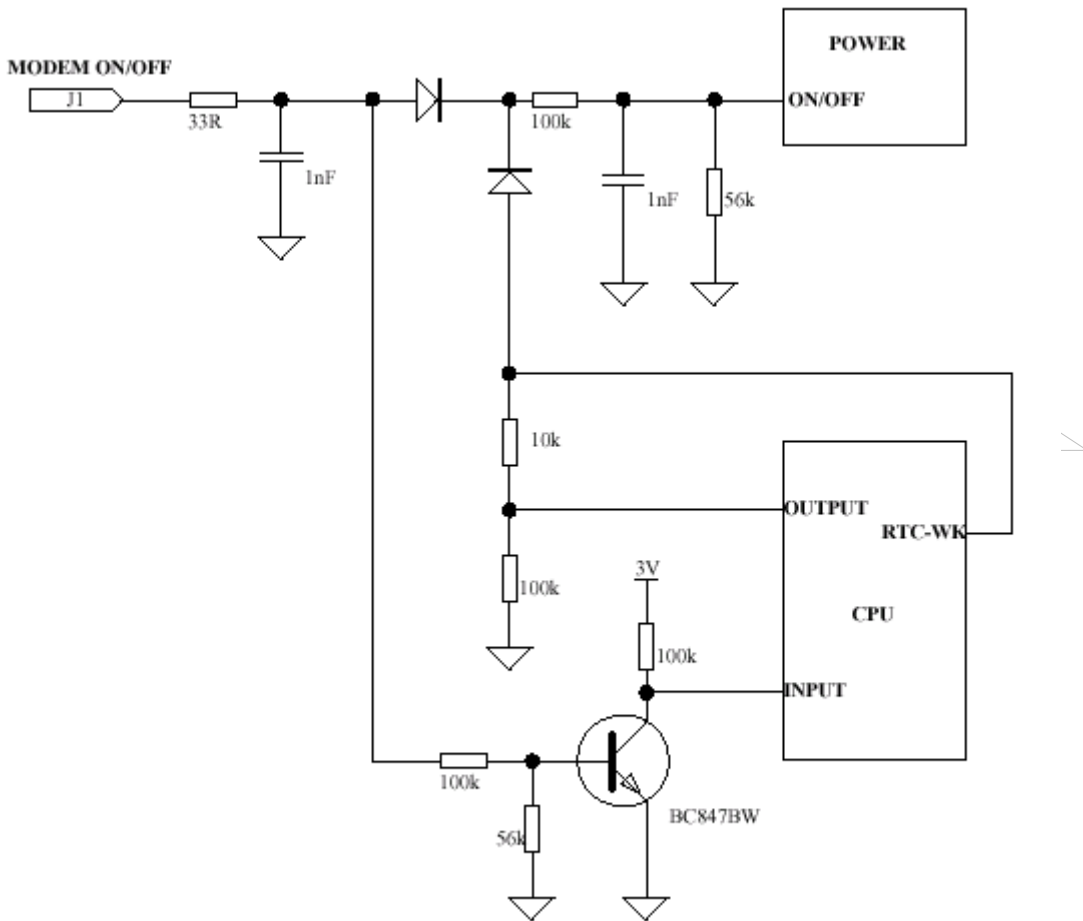 POWER
MODEM ON/OFF
J1
ON/OFF
33R
100k
1nF
1nF
56k
10k
OUTPUT
RTC-WK
3V
100k
CPU
100k
INPUT
100k
BC847BW
56k